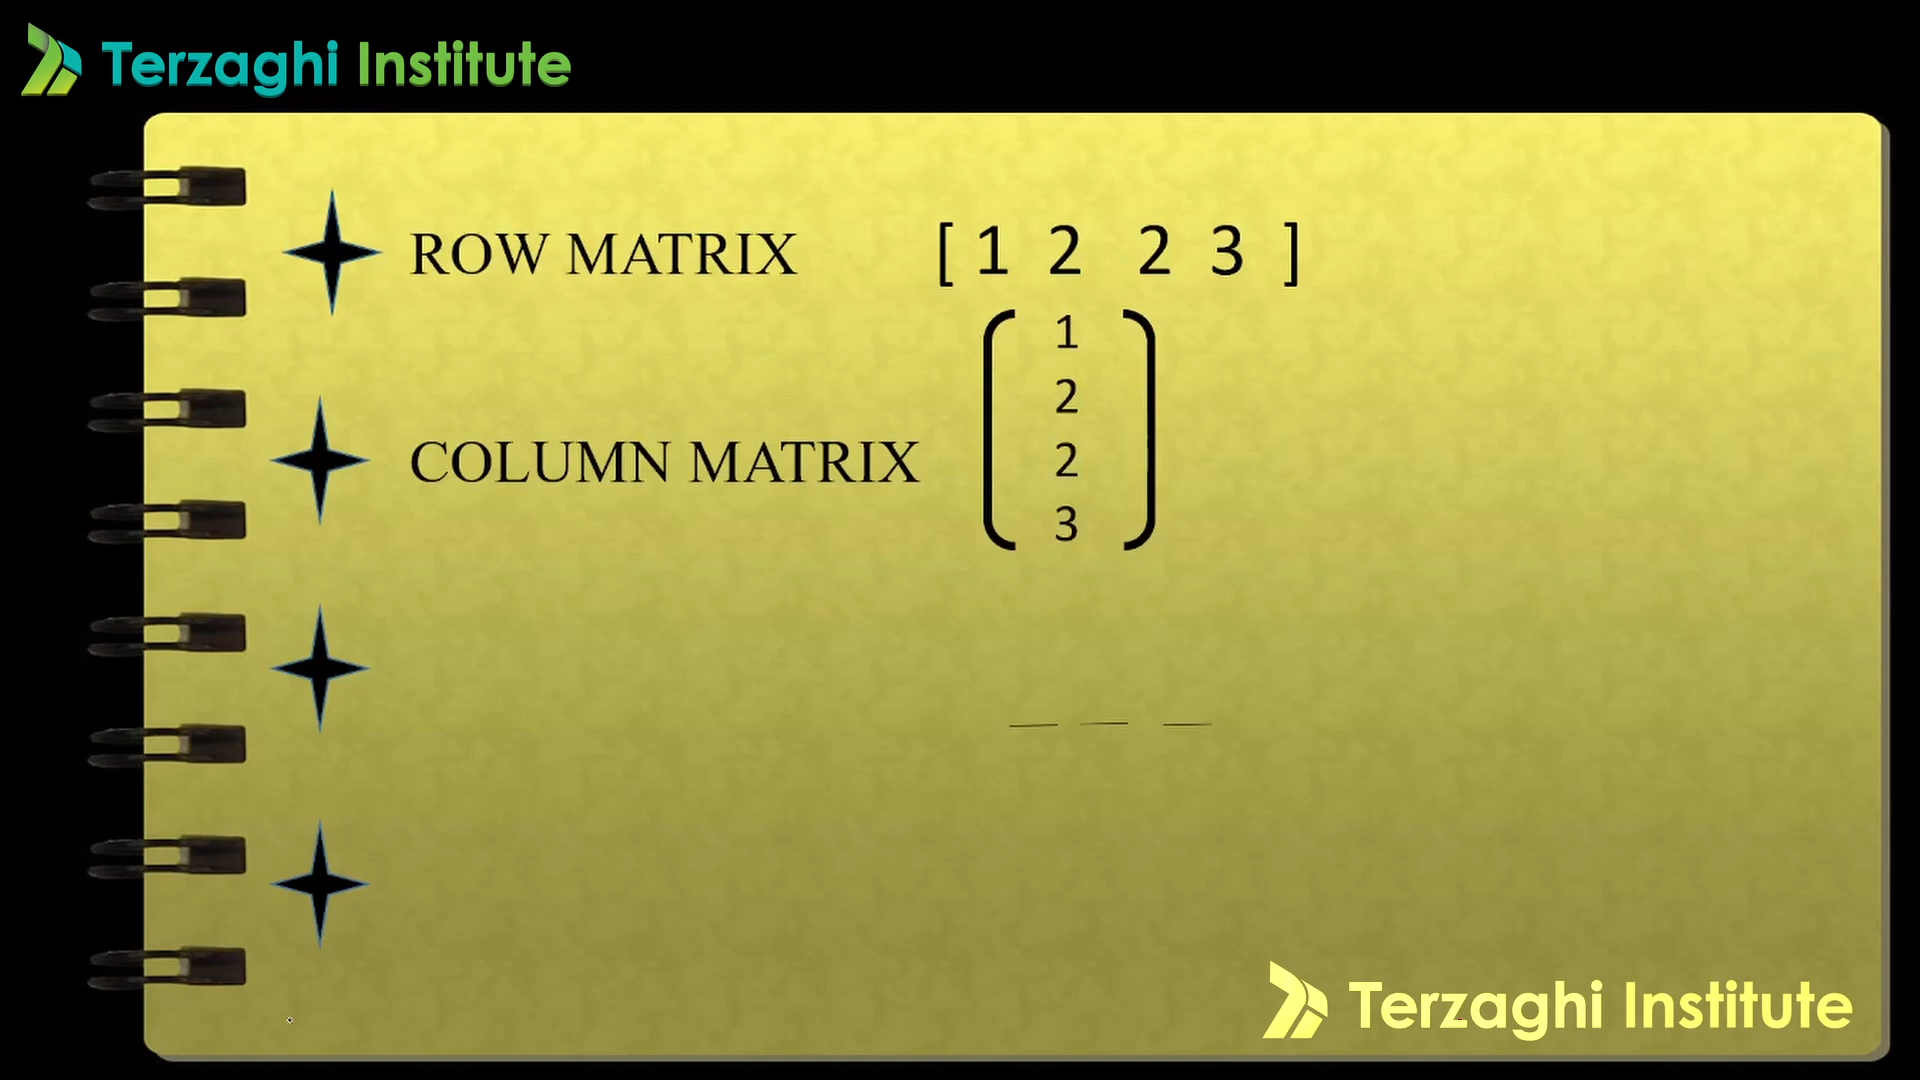 Terzaghi Institute
ROW MATRIX [ 1 2 2 3 ]
1
2
COLUMN MATRIX
2
3
Terzaghi Institute